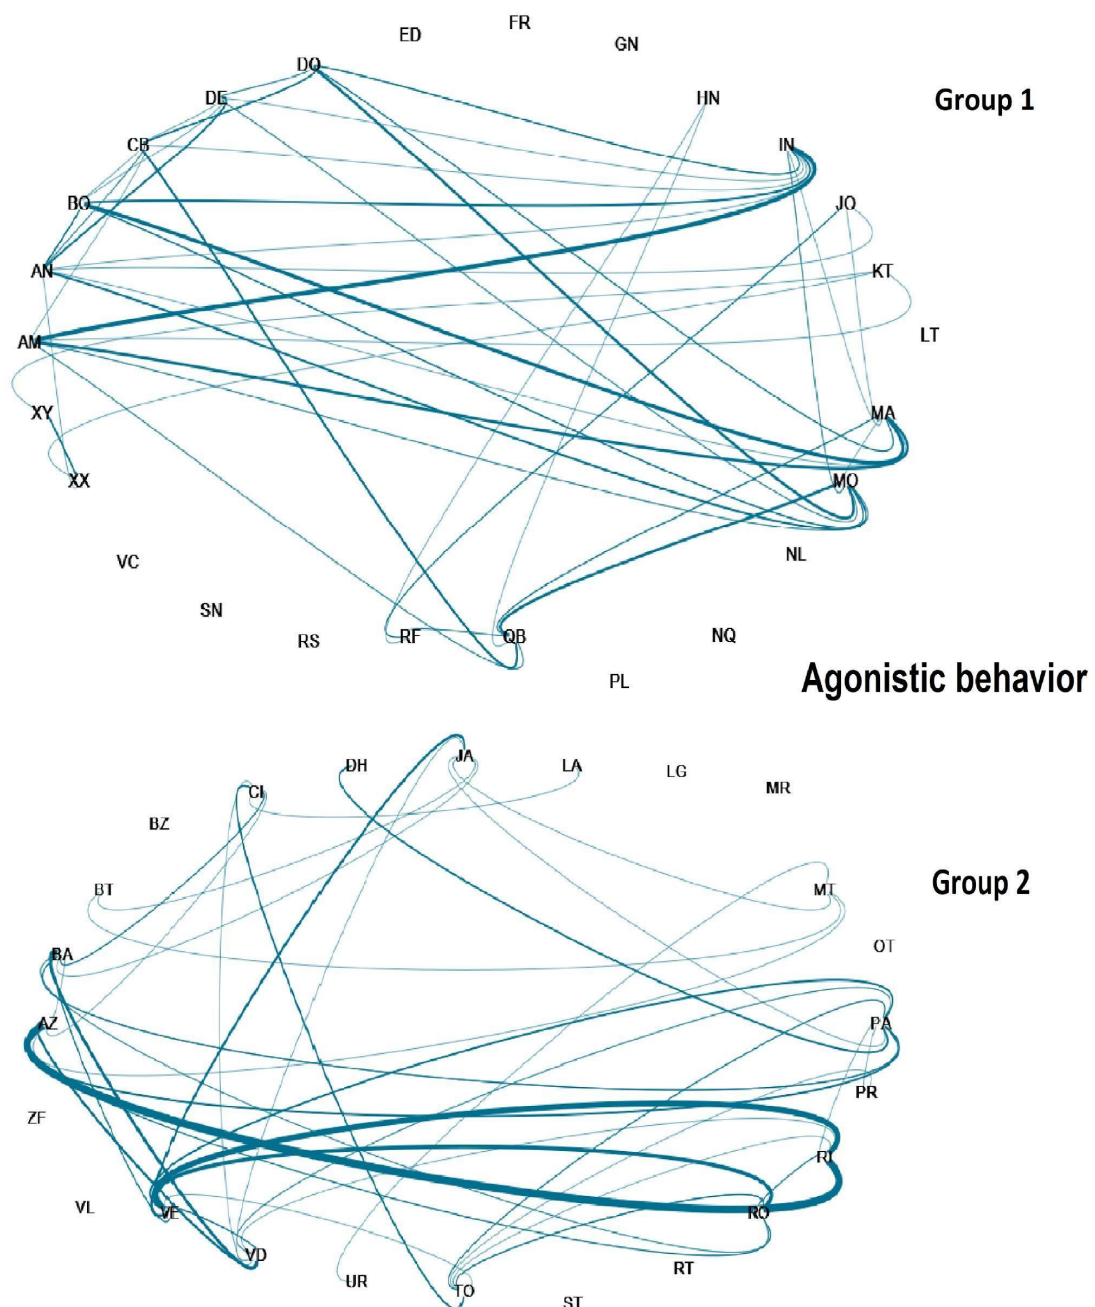 FR
ED
GN
DO
DE
HN
Group 1
CB
IN
BO
JO
AN
KT
AM
LT
XY
MA
XX
MO
VC
NL
SN
RS
RF
QB
NQ
PL
Agonistic behavior
DH
JA
LA
LG
MR
CI
BZ
BT
MT
Group 2
BA
OT
AZ
PA
PR
ZF
RI
VL
VE
RO
VD
RT
UR
TO
ST